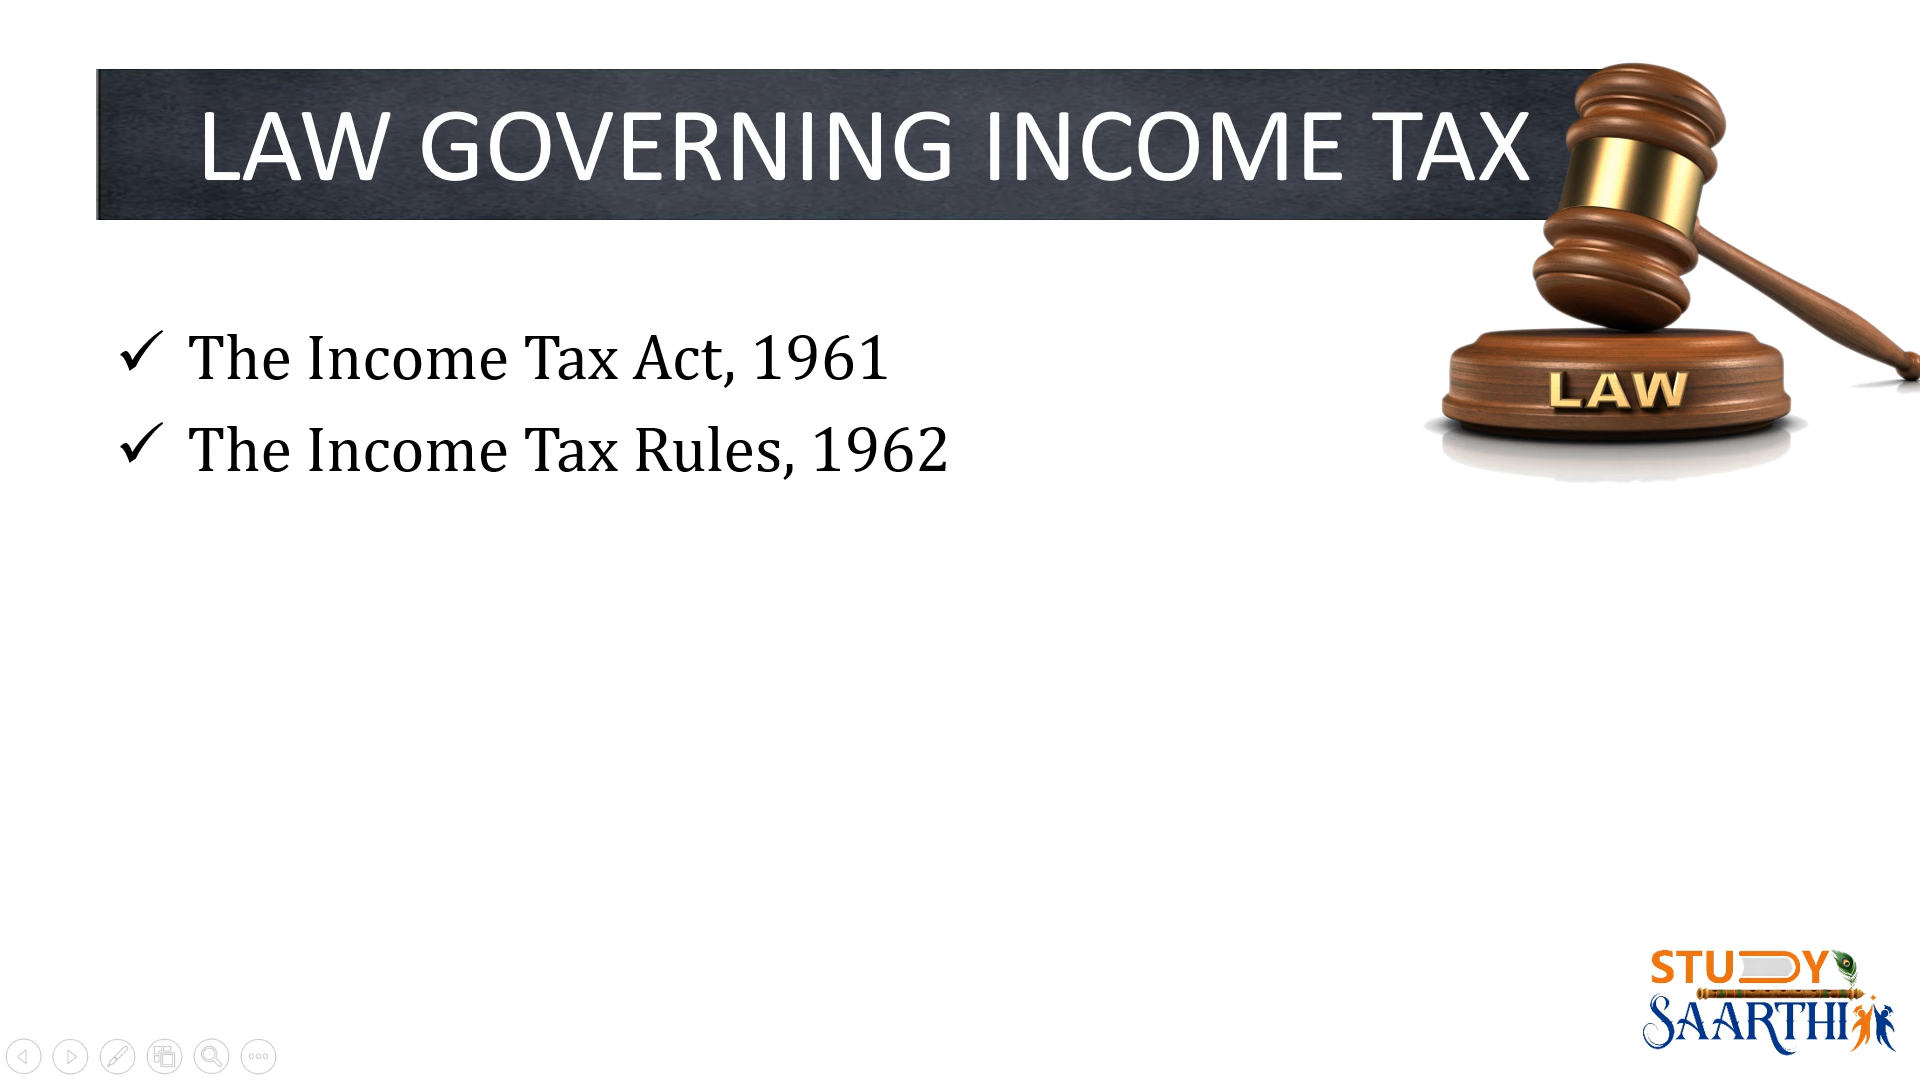 LAW GOVERNING INCOME TAX
LAW
✓ The Income Tax Act, 1961
✓ The Income Tax Rules, 1962
STUDY
SAARTHI